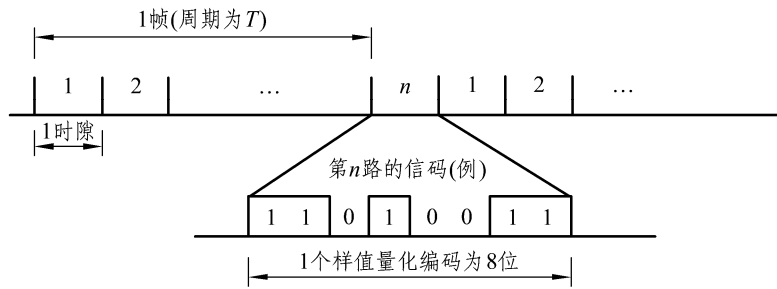 1帧(周期为T)
1 2 … n 1 2 …
1时隙
第n路的信码(例)
1 1 0 1 0 0 1 1
1个样值量化编码为8位